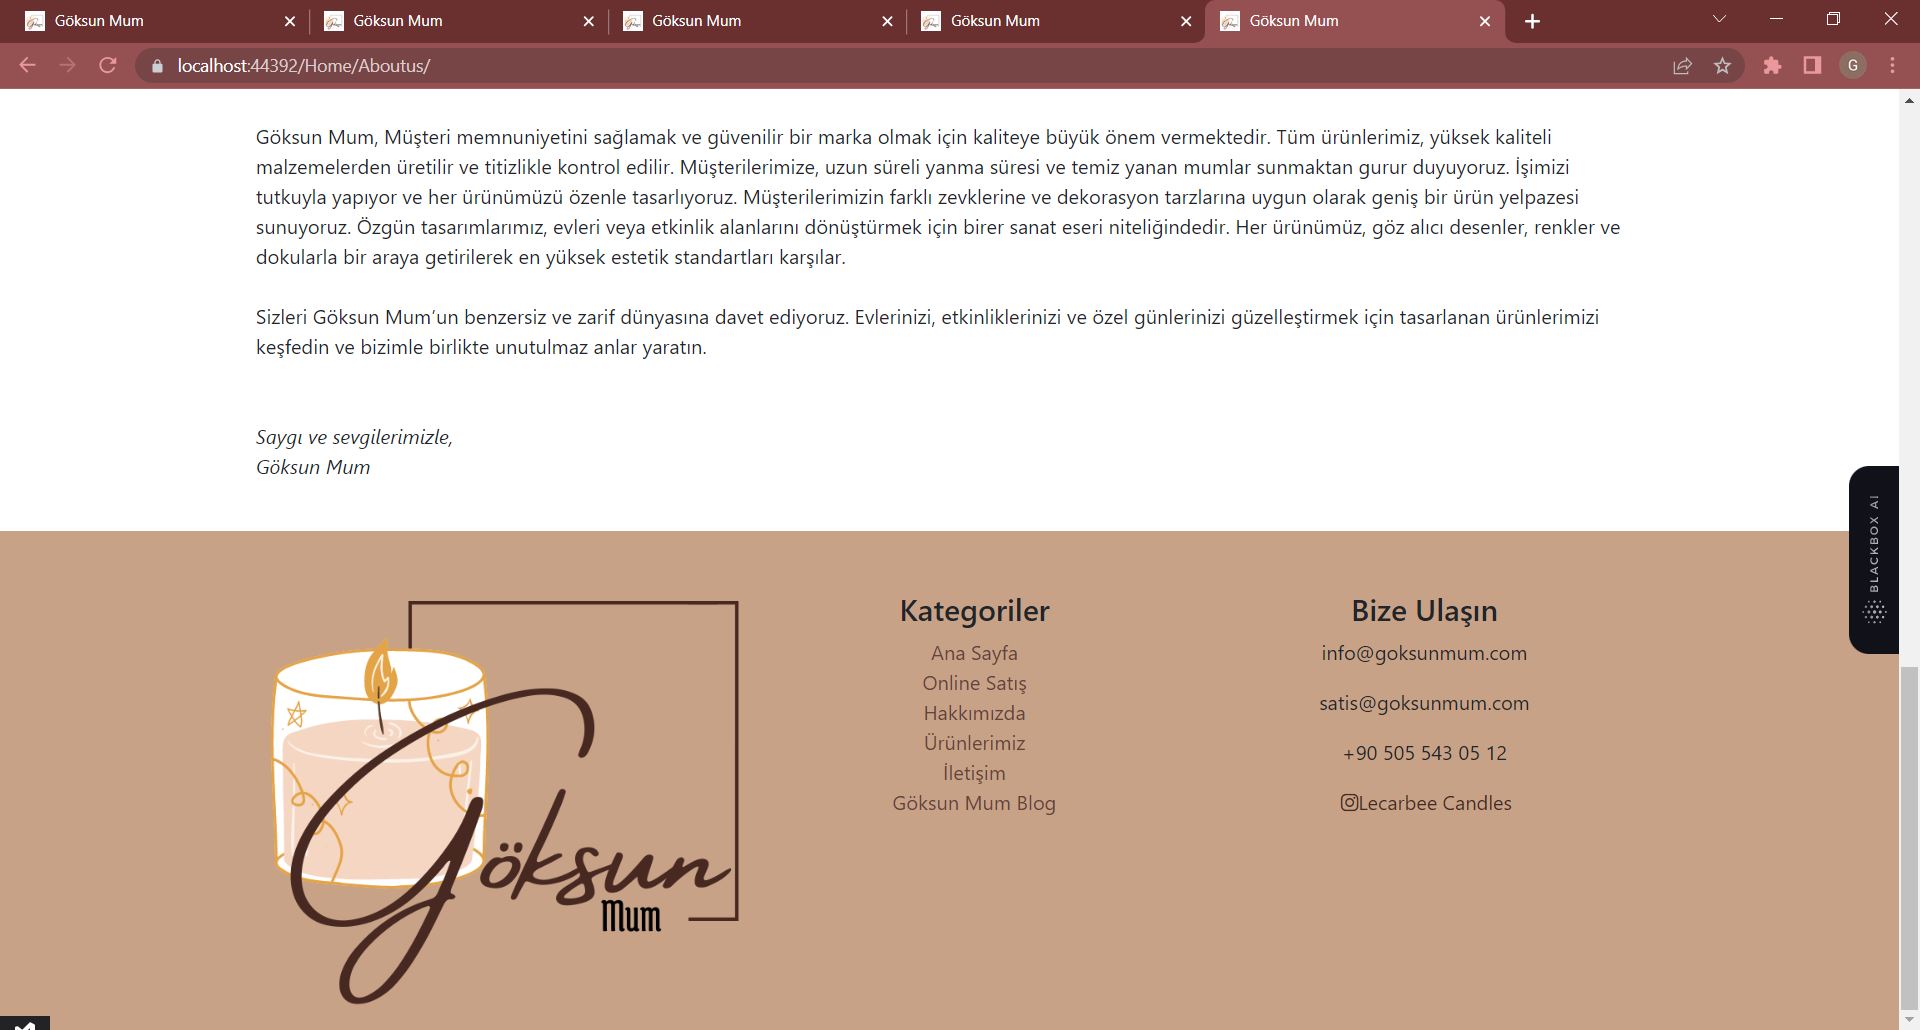 Göksun Mum
Göksun Mum
Göksun Mum
Göksun Mum
Göksun Mum
localhost:44392/Home/Aboutus/
G
Göksun Mum, Müşteri memnuniyetini sağlamak ve güvenilir bir marka olmak için kaliteye büyük önem vermektedir. Tüm ürünlerimiz, yüksek kaliteli
malzemelerden üretilir ve titizlikle kontrol edilir. Müşterilerimize, uzun süreli yanma süresi ve temiz yanan mumlar sunmaktan gurur duyuyoruz. İşimizi
tutkuyla yapıyor ve her ürünümüzü özenle tasarlıyoruz. Müşterilerimizin farklı zevklerine ve dekorasyon tarzlarına uygun olarak geniş bir ürün yelpazesi
sunuyoruz. Özgün tasarımlarımız, evleri veya etkinlik alanlarını dönüştürmek için birer sanat eseri niteliğindedir. Her ürünümüz, göz alıcı desenler, renkler ve
dokularla bir araya getirilerek en yüksek estetik standartları karşılar.
Sizleri Göksun Mum’un benzersiz ve zarif dünyasına davet ediyoruz. Evlerinizi, etkinliklerinizi ve özel günlerinizi güzelleştirmek için tasarlanan ürünlerimizi
keşfedin ve bizimle birlikte unutulmaz anlar yaratın.
Saygı ve sevgilerimizle,
Göksun Mum
BLACKBOX AI
Göksun
Mum
Kategoriler
Ana Sayfa
Online Satış
Hakkımızda
Ürünlerimiz
İletişim
Göksun Mum Blog
Bize Ulaşın
info@goksunmum.com
satis@goksunmum.com
+90 505 543 05 12
Lecarbee Candles